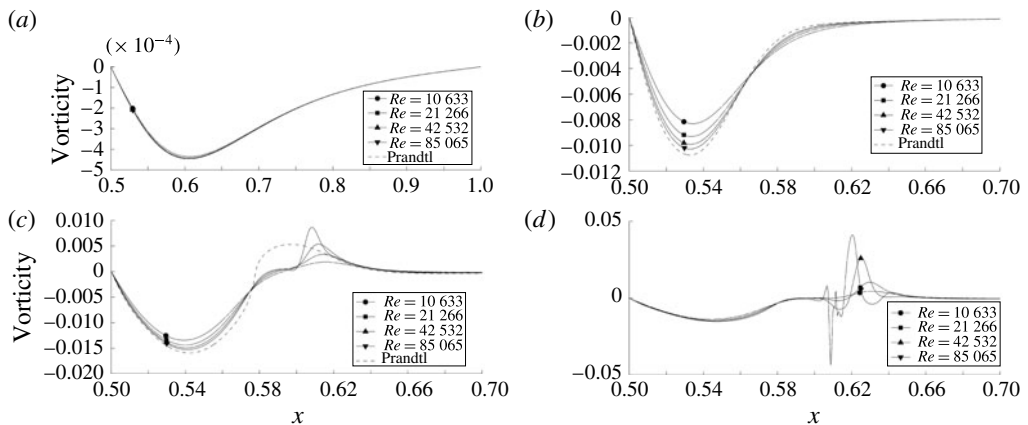 (a)
(× 10⁻⁴)
Vorticity
0
−1
−2
−3
−4
−5
0.5 0.6 0.7 0.8 0.9 1.0
Re = 10 633
Re = 21 266
Re = 42 532
Re = 85 065
Prandtl
(b)
0
−0.002
−0.004
−0.006
−0.008
−0.010
−0.012
0.50 0.54 0.58 0.62 0.66 0.70
Re = 10 633
Re = 21 266
Re = 42 532
Re = 85 065
Prandtl
(c)
Vorticity
0.010
0.005
0
−0.005
−0.010
−0.015
−0.020
0.50 0.54 0.58 0.62 0.66 0.70
x
Re = 10 633
Re = 21 266
Re = 42 532
Re = 85 065
Prandtl
(d)
0.05
0
−0.05
0.50 0.54 0.58 0.62 0.66 0.70
x
Re = 10 633
Re = 21 266
Re = 42 532
Re = 85 065